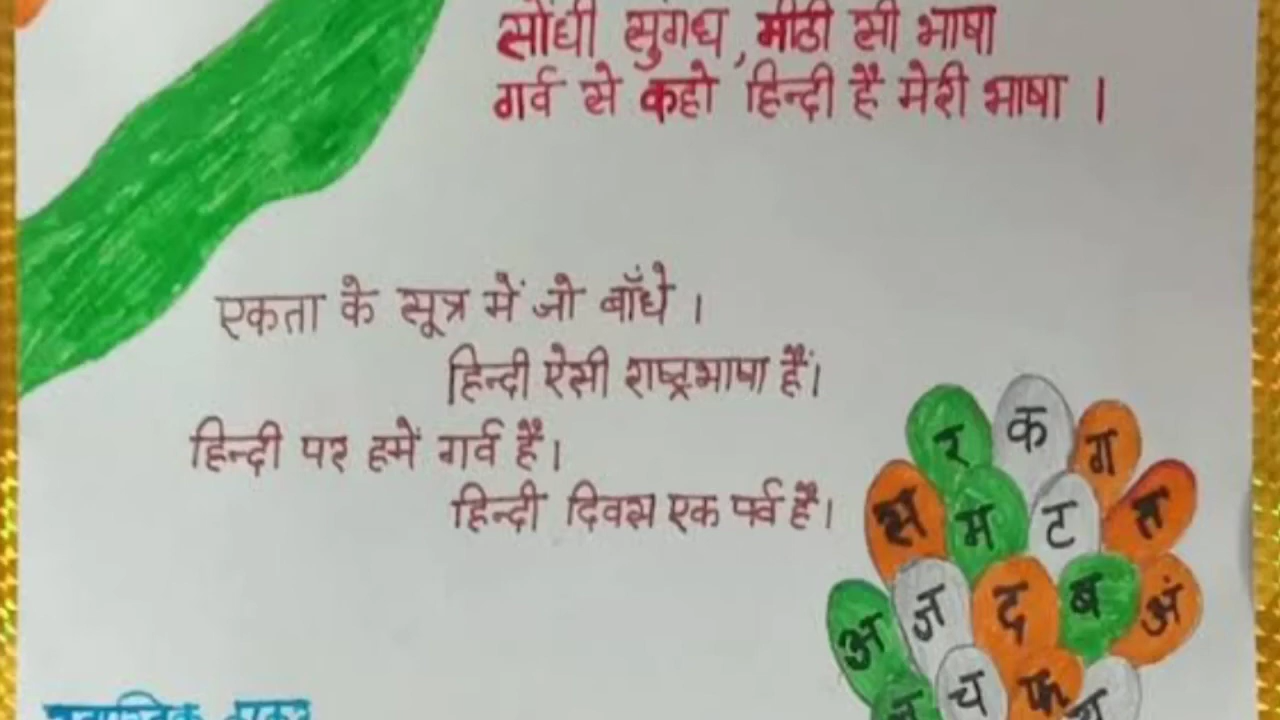 सोंधी सुगंध, मीठी सी भाषा
गर्व से कहो हिन्दी है मेरी भाषा ।
एकता के सूत्र में जो बाँधे ।
हिन्दी ऐसी राष्ट्रभाषा हैं।
हिन्दी पर हमें गर्व है।
हिन्दी दिवस एक पर्व है।
र क ग
स म ट त
अ ज द ब अं
च फ